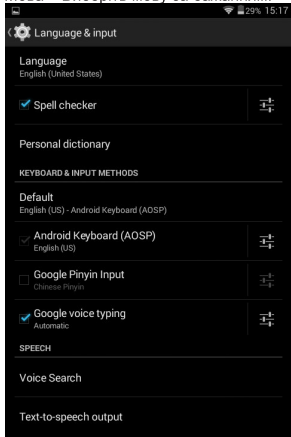 29% 15:17
Language & input
Language
English (United States)
Spell checker
Personal dictionary
KEYBOARD & INPUT METHODS
Default
English (US) - Android Keyboard (AOSP)
Android Keyboard (AOSP)
English (US)
Google Pinyin Input
Chinese Pinyin
Google voice typing
Automatic
SPEECH
Voice Search
Text-to-speech output